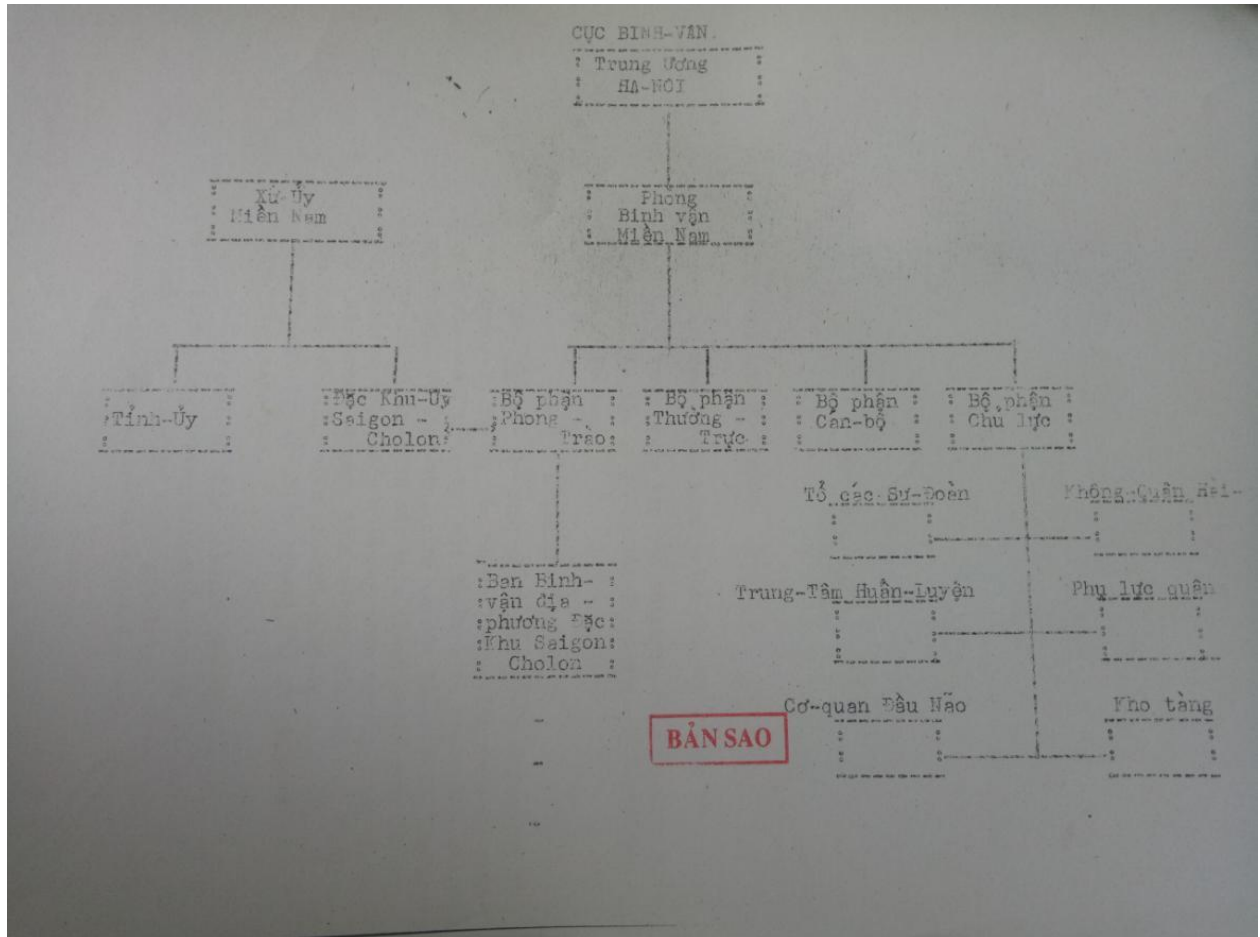 CỤC BINH-VẬN
Trung Ương
HA-NOI
Xứ-Ủy
Miền Nam
Phòng
Binh vận
Miền Nam
Tỉnh-Ủy
Đặc Khu-Ủy
Saigon -
Cholon
Bộ phận
Phong -
Trào
Bộ phận
Thường -
Trực
Bộ phận
Cán-bộ
Bộ phận
Chủ lực
Tổ các Sư-Đoàn
Không-Quân Hải-
Ban Binh-
vận địa -
phương Đặc
Khu Saigon
Cholon
Trung-Tâm Huấn-Luyện
Phụ lực quân
Cơ-quan Đầu Não
Kho tàng
BẢN SAO